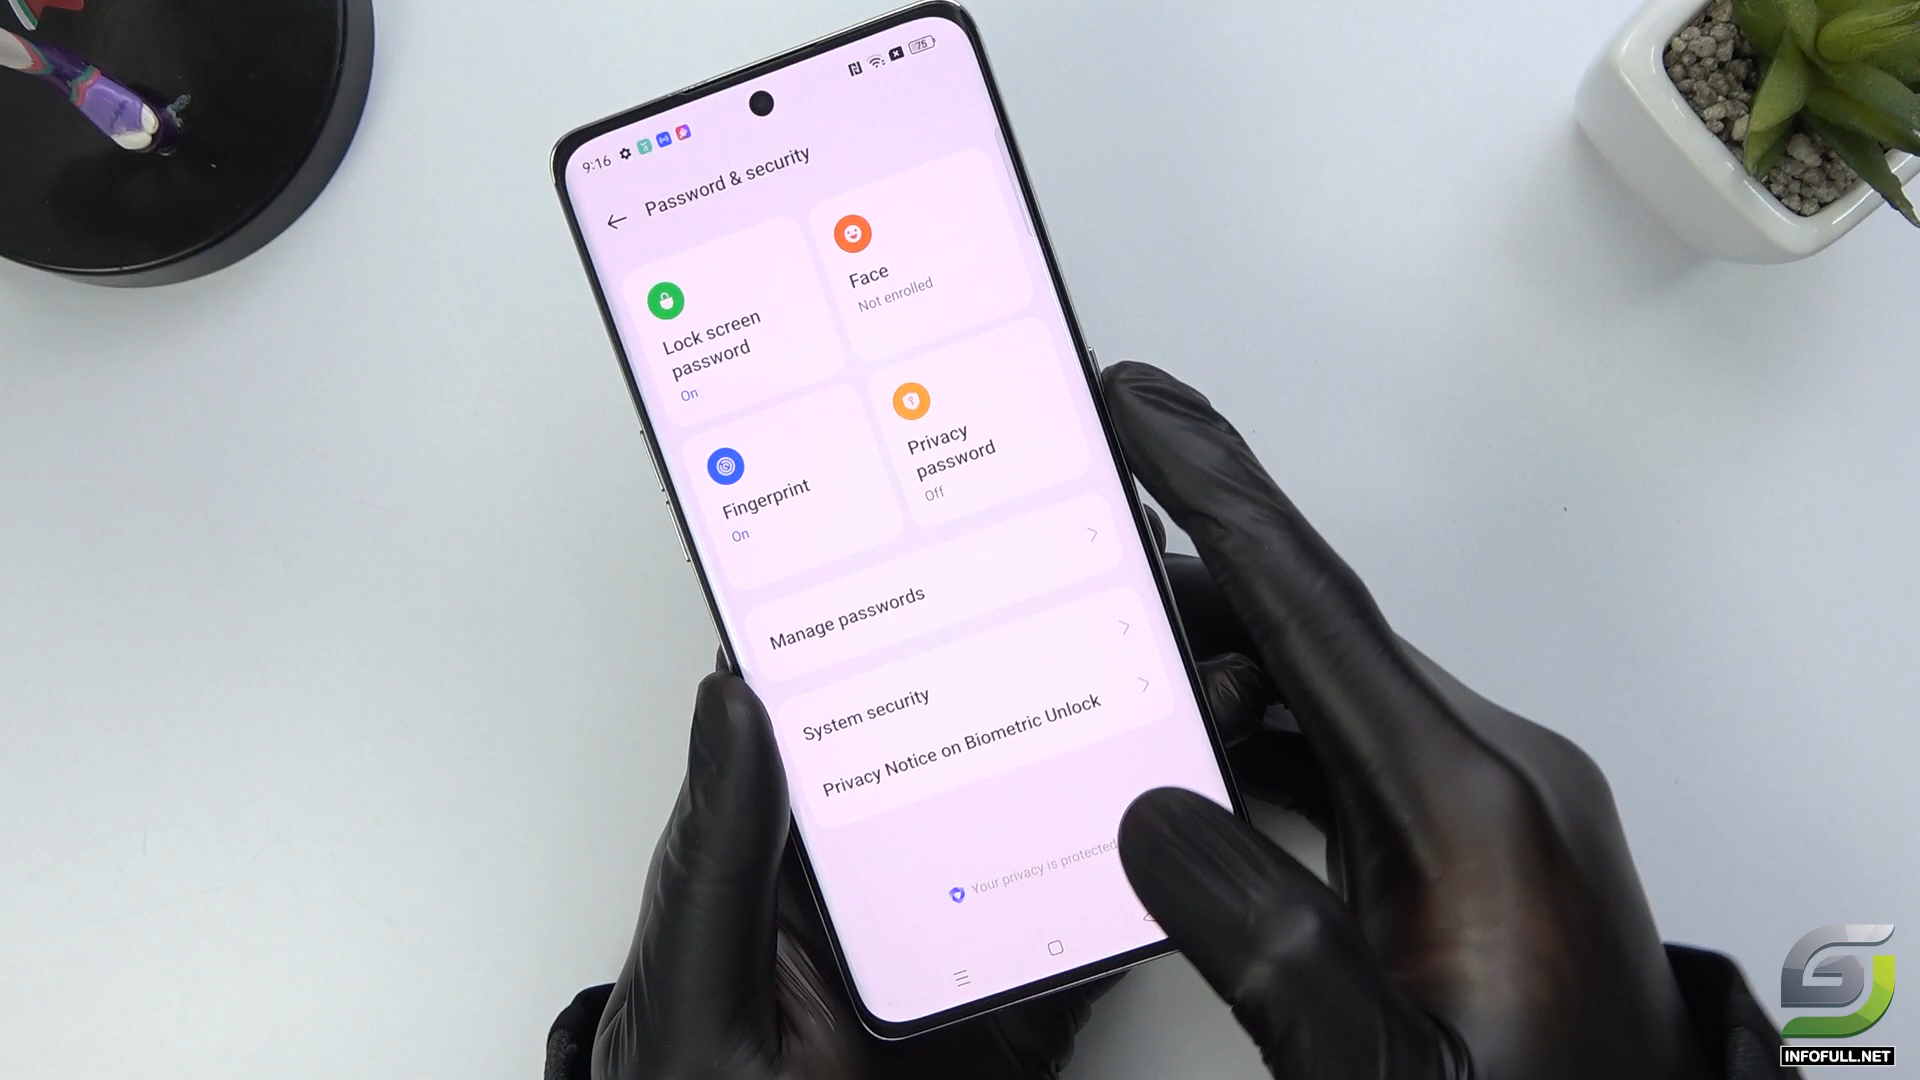 9:16
75
Password & security
Lock screen
password
On
Face
Not enrolled
Fingerprint
On
Privacy
password
Off
Manage passwords
System security
Privacy Notice on Biometric Unlock
Your privacy is protected
INFOFULL.NET